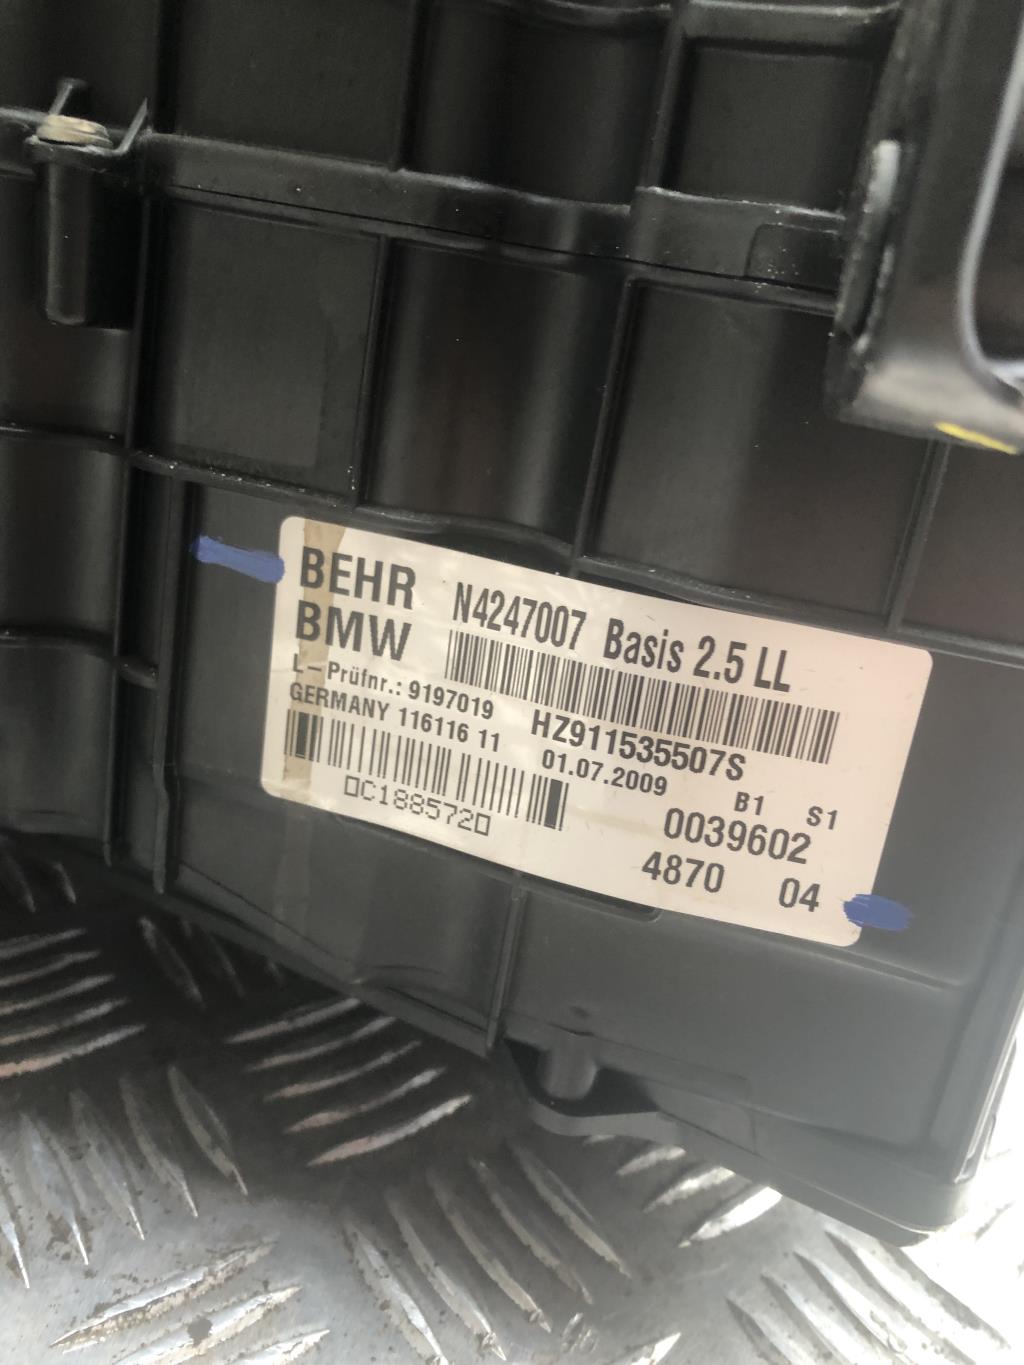 BEHR N4247007 Basis 2.5 LL
BMW
L-Prüfnr.: 9197019 HZ911535507S
GERMANY 116116 11 01.07.2009 B1 S1
0C1885720 0039602
4870 04